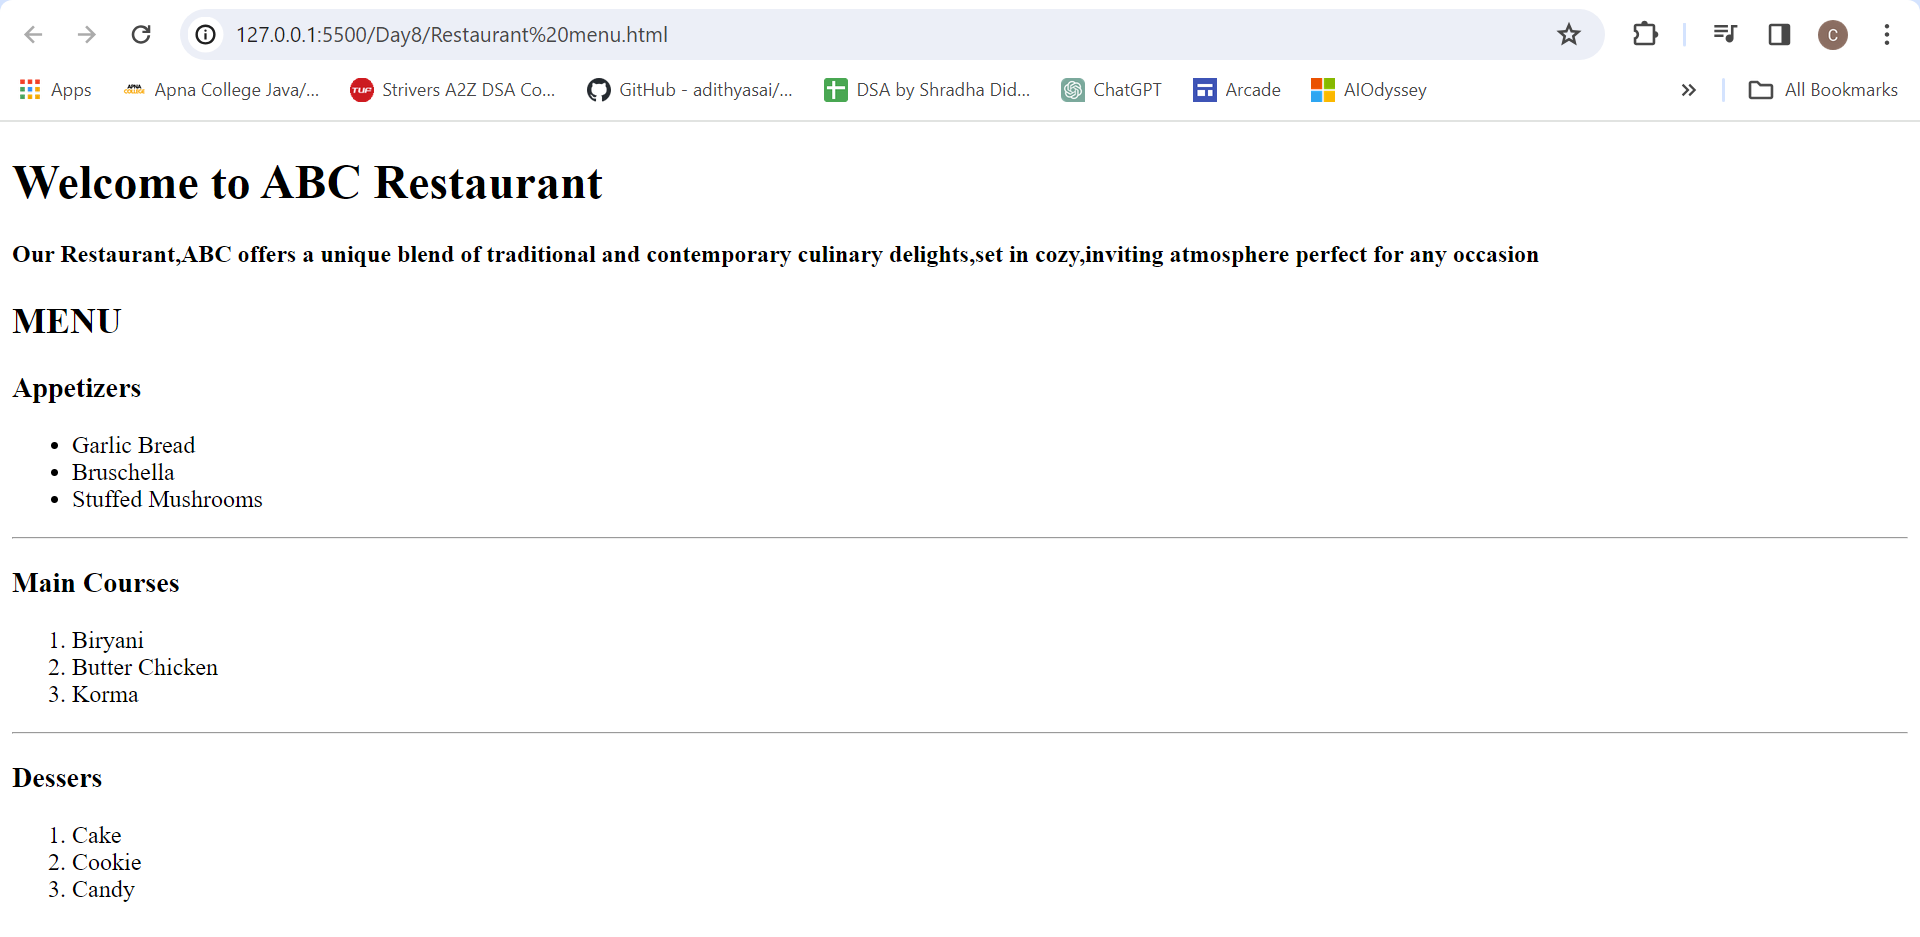 127.0.0.1:5500/Day8/Restaurant%20menu.html
C
Apps APNA COLLEGE Apna College Java/... TUF Strivers A2Z DSA Co... GitHub - adithyasai/... DSA by Shradha Did... ChatGPT Arcade AIOdyssey » All Bookmarks
Welcome to ABC Restaurant
Our Restaurant,ABC offers a unique blend of traditional and contemporary culinary delights,set in cozy,inviting atmosphere perfect for any occasion
MENU
Appetizers
• Garlic Bread
• Bruschella
• Stuffed Mushrooms
Main Courses
1. Biryani
2. Butter Chicken
3. Korma
Dessers
1. Cake
2. Cookie
3. Candy